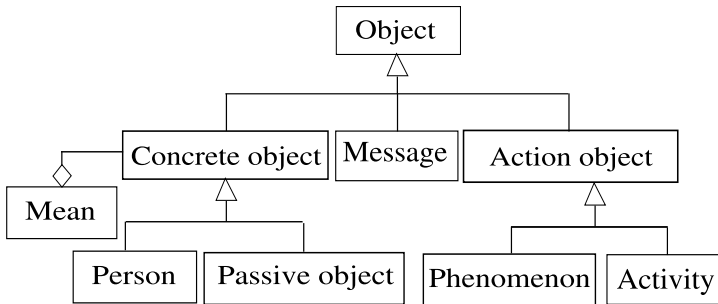 Object
Concrete object
Message
Action object
Mean
Person
Passive object
Phenomenon
Activity